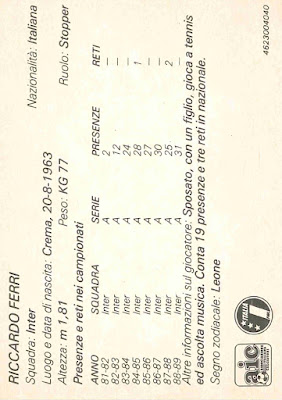 RICCARDO FERRI
Squadra: Inter Nazionalità: Italiana
Luogo e data di nascita: Crema, 20-8-1963
Altezza: m 1,81 Peso: KG 77 Ruolo: Stopper
Presenze e reti nei campionati
ANNO SQUADRA SERIE PRESENZE RETI
81-82 Inter A 2 —
82-83 Inter A 12 —
83-84 Inter A 24 —
84-85 Inter A 28 1
85-86 Inter A 27 —
86-87 Inter A 30 —
87-88 Inter A 25 2
88-89 Inter A 31 —
Altre informazioni sul giocatore: Sposato, con un figlio, gioca a tennis
ed ascolta musica. Conta 19 presenze e tre reti in nazionale.
Segno zodiacale: Leone
aic
4623004040